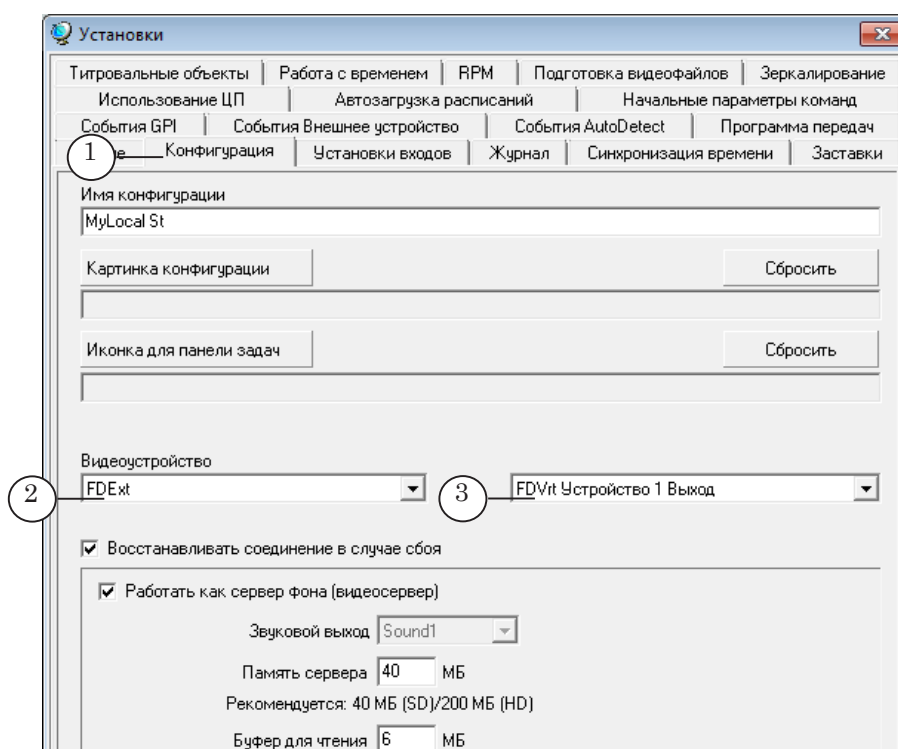 Установки
Титровальные объекты Работа с временем RPM Подготовка видеофайлов Зеркалирование
Использование ЦП Автозагрузка расписаний Начальные параметры команд
События GPI События Внешнее устройство События AutoDetect Программа передач
1 Конфигурация Установки входов Журнал Синхронизация времени Заставки
Имя конфигурации
MyLocal St
Картинка конфигурации Сбросить
Иконка для панели задач Сбросить
Видеоустройство
2 FDExt 3 FDVrt Устройство 1 Выход
Восстанавливать соединение в случае сбоя
Работать как сервер фона (видеосервер)
Звуковой выход Sound1
Память сервера 40 МБ
Рекомендуется: 40 МБ (SD)/200 МБ (HD)
Буфер для чтения 6 МБ